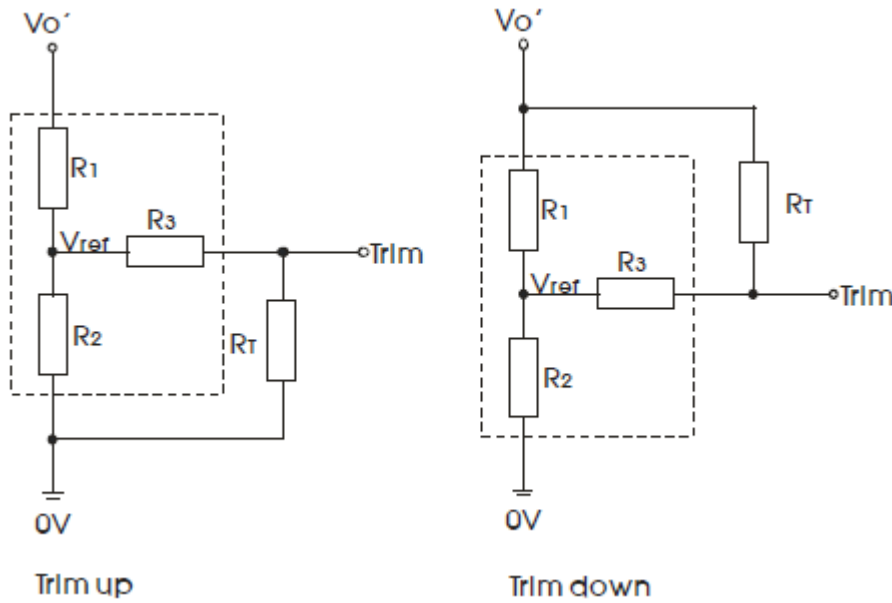 Vo'
R1
Vref
R3
Trim
R2
RT
0V
Trim up
Vo'
R1
RT
Vref
R3
Trim
R2
0V
Trim down